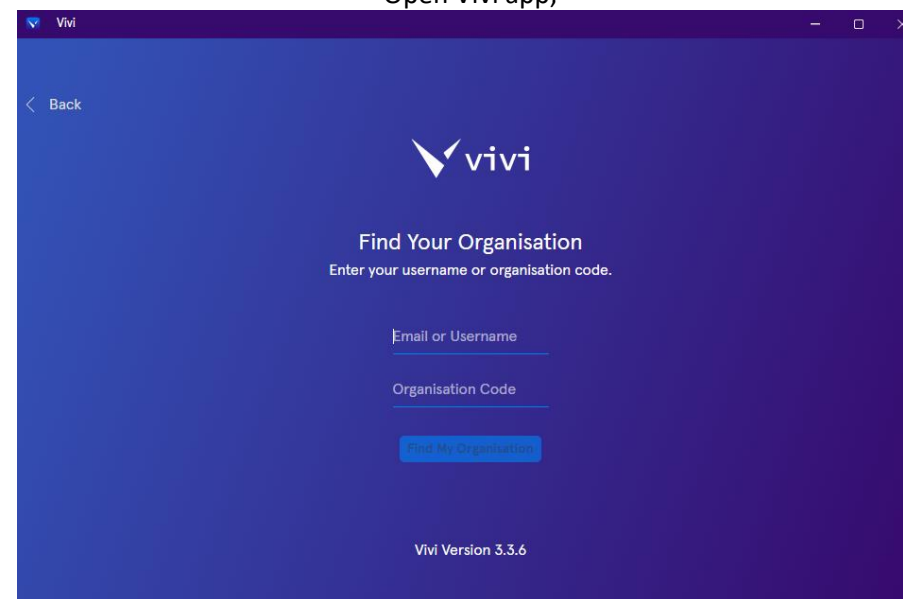 Open Vivi app,
Vivi
Back
vivi
Find Your Organisation
Enter your username or organisation code.
Email or Username
Organisation Code
Find My Organisation
Vivi Version 3.3.6